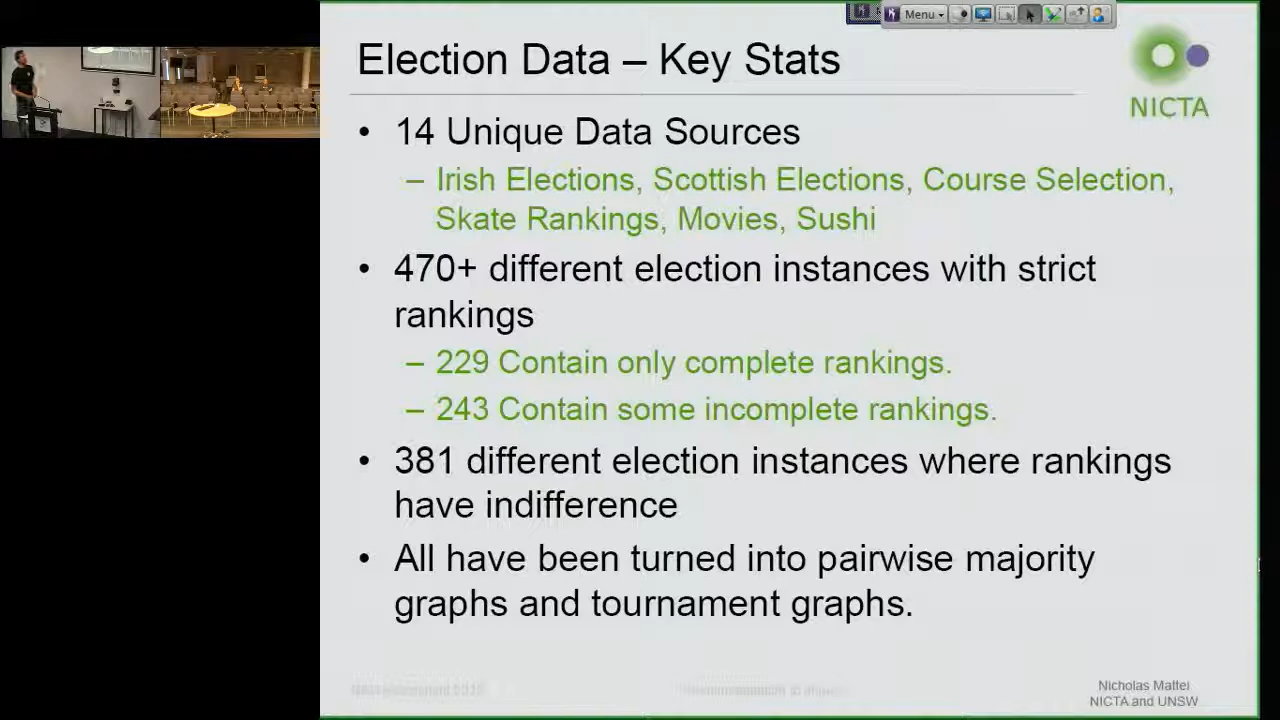 Menu
Election Data – Key Stats
NICTA
• 14 Unique Data Sources
– Irish Elections, Scottish Elections, Course Selection,
Skate Rankings, Movies, Sushi
• 470+ different election instances with strict
rankings
– 229 Contain only complete rankings.
– 243 Contain some incomplete rankings.
• 381 different election instances where rankings
have indifference
• All have been turned into pairwise majority
graphs and tournament graphs.
Nicholas Mattei
NICTA and UNSW